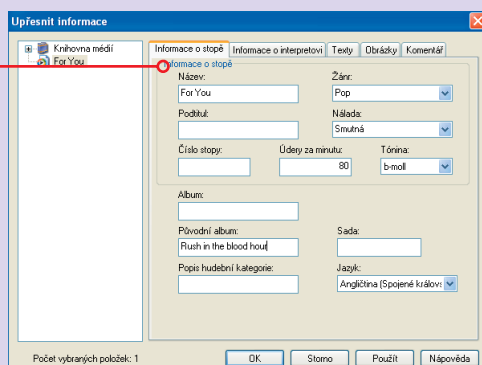 Upřesnit informace
Knihovna médií
For You
Informace o stopě Informace o interpretovi Texty Obrázky Komentář
Informace o stopě
Název: Žánr:
For You Pop
Podtitul: Nálada:
Smutná
Číslo stopy: Údery za minutu: Tónina:
80 b-moll
Album:
Původní album: Sada:
Rush in the blood hour
Popis hudební kategorie: Jazyk:
Angličtina (Spojené královs
Počet vybraných položek: 1 OK Storno Použít Nápověda